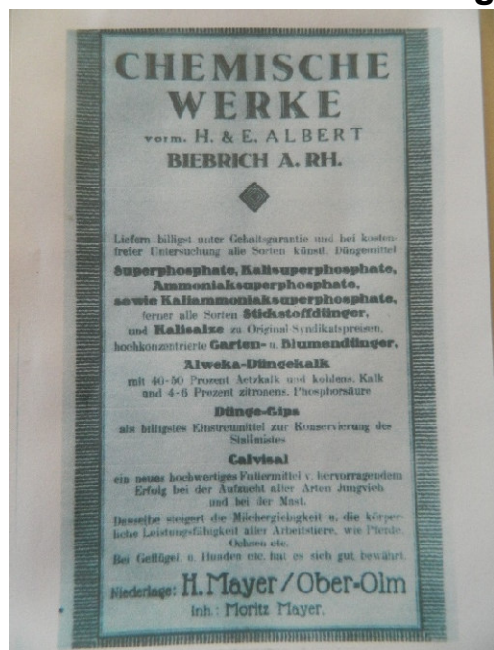 CHEMISCHE
WERKE
vorm. H. & E. ALBERT
BIEBRICH A. RH.
Liefern billigst unter Gehaltsgarantie und bei kosten-
freier Untersuchung alle Sorten künstl. Düngemittel
Superphosphate, Kalisuperphosphate,
Ammoniaksuperphosphate,
sowie Kaliammoniaksuperphosphate,
ferner alle Sorten Stickstoffdünger,
und Kalisalze zu Original-Syndikatspreisen,
hochkonzentrierte Garten- u. Blumendünger,
Alweka-Düngekalk
mit 40-50 Prozent Aetzkalk und kohlens. Kalk
und 4-6 Prozent zitronens. Phosphorsäure
Dünge-Gips
als billigstes Einstreumittel zur Konservierung des
Stallmistes
Calvisal
ein neues hochwertiges Futtermittel v. hervorragendem
Erfolg bei der Aufzucht aller Arten Jungvieh
und bei der Mast.
Dasselbe steigert die Milchergiebigkeit u. die körper-
liche Leistungsfähigkeit aller Arbeitstiere, wie Pferde,
Ochsen etc.
Bei Geflügel u. Hunden etc. hat es sich gut bewährt.
Niederlage: H. Mayer / Ober-Olm
Inh.: Moritz Mayer.